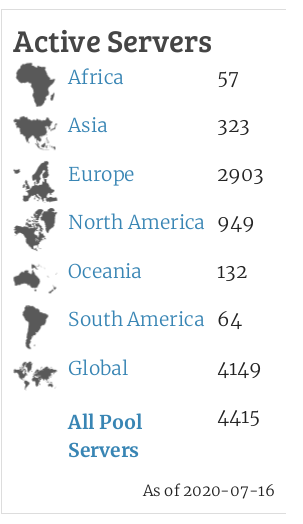 Active Servers
Africa 57
Asia 323
Europe 2903
North America 949
Oceania 132
South America 64
Global 4149
All Pool 4415
Servers
As of 2020-07-16